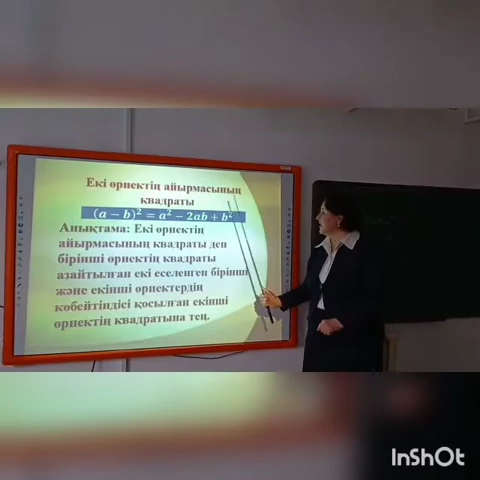 Екі өрнектің айырмасының
квадраты
(a − b)² = a² − 2ab + b²
Анықтама: Екі өрнектің
айырмасының квадраты деп
бірінші өрнектің квадраты
азайтылған екі еселенген бірінші
және екінші өрнектердің
көбейтіндісі қосылған екінші
өрнектің квадратына тең.
InShOt